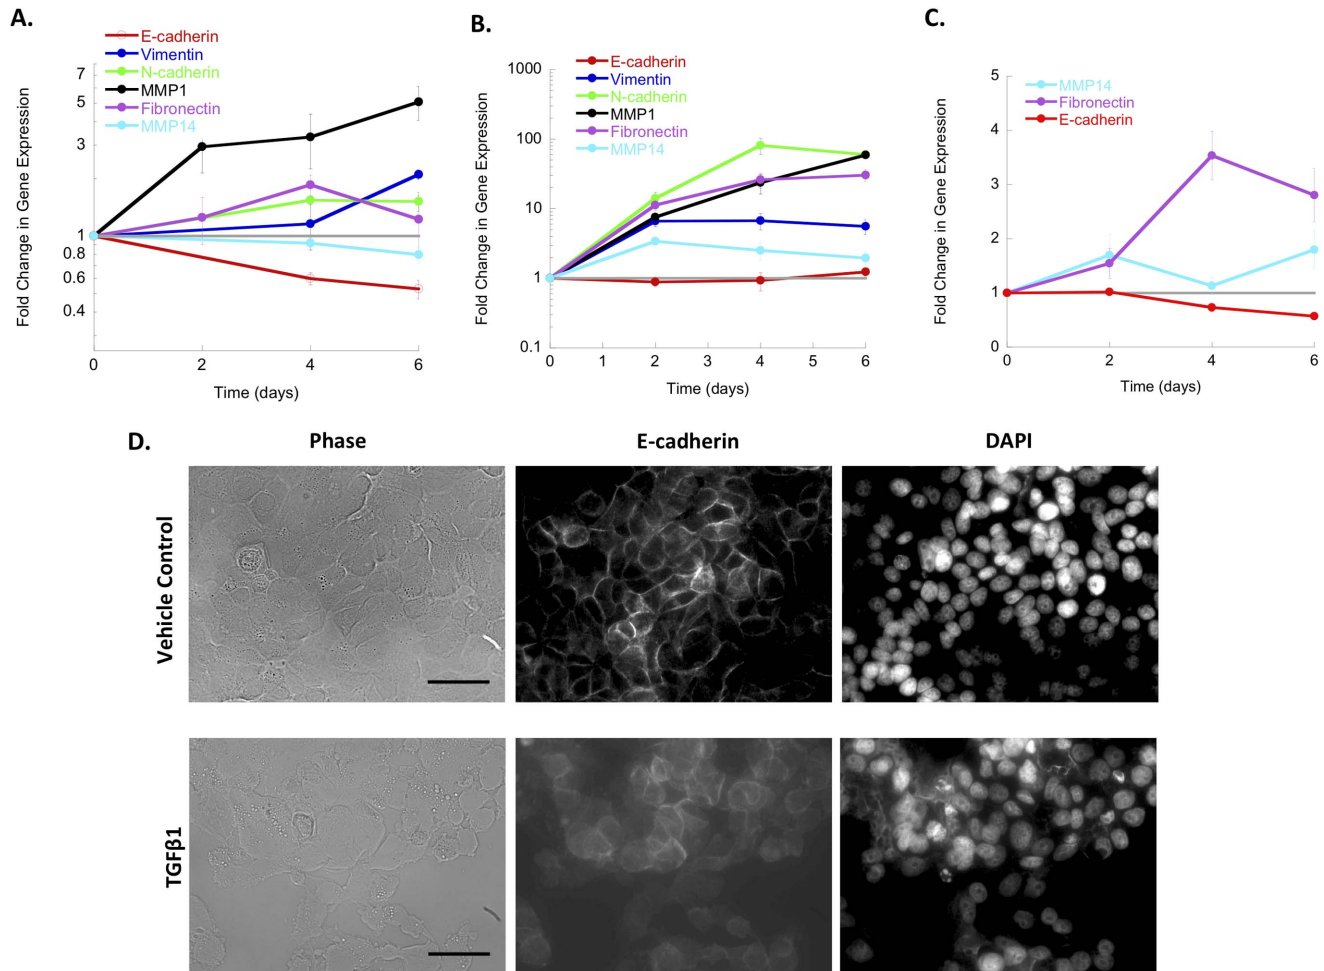 A.
E-cadherin
Vimentin
N-cadherin
MMP1
Fibronectin
MMP14
Fold Change in Gene Expression
7
5
3
1
0.8
0.6
0.4
0 2 4 6
Time (days)
B.
E-cadherin
Vimentin
N-cadherin
MMP1
Fibronectin
MMP14
Fold Change in Gene Expression
1000
100
10
1
0.1
0 1 2 3 4 5 6
Time (days)
C.
MMP14
Fibronectin
E-cadherin
Fold Change in Gene Expression
5
4
3
2
1
0
0 2 4 6
Time (days)
D.
Phase E-cadherin DAPI
Vehicle Control
TGFβ1